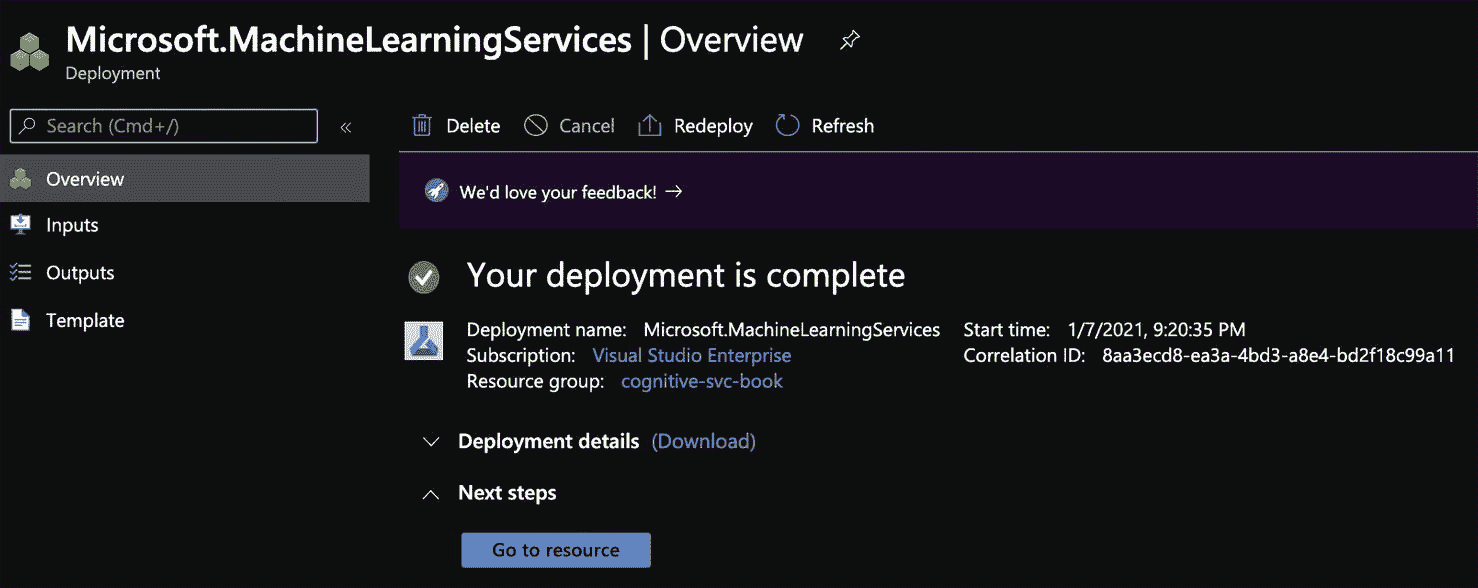 Microsoft.MachineLearningServices | Overview
Deployment
Search (Cmd+/)
«
Overview
Inputs
Outputs
Template
Delete
Cancel
Redeploy
Refresh
We'd love your feedback! →
Your deployment is complete
Deployment name: Microsoft.MachineLearningServices
Subscription: Visual Studio Enterprise
Resource group: cognitive-svc-book
Start time: 1/7/2021, 9:20:35 PM
Correlation ID: 8aa3ecd8-ea3a-4bd3-a8e4-bd2f18c99a11
Deployment details (Download)
Next steps
Go to resource